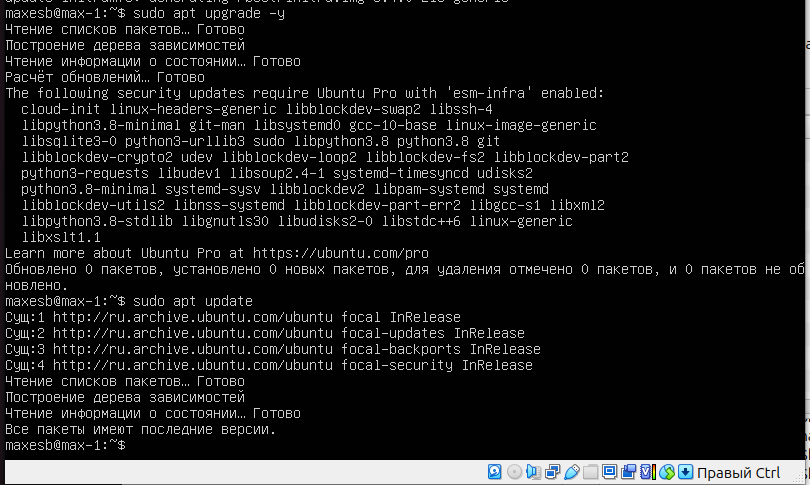 maxesb@max-1:~$ sudo apt upgrade -y
Чтение списков пакетов… Готово
Построение дерева зависимостей
Чтение информации о состоянии… Готово
Расчёт обновлений… Готово
The following security updates require Ubuntu Pro with 'esm-infra' enabled:
cloud-init linux-headers-generic libblockdev-swap2 libssh-4
libpython3.8-minimal git-man libsystemd0 gcc-10-base linux-image-generic
libsqlite3-0 python3-urllib3 sudo libpython3.8 python3.8 git
libblockdev-crypto2 udev libblockdev-loop2 libblockdev-fs2 libblockdev-part2
python3-requests libudev1 libsoup2.4-1 systemd-timesyncd udisks2
python3.8-minimal systemd-sysv libblockdev2 libpam-systemd systemd
libblockdev-utils2 libnss-systemd libblockdev-part-err2 libgcc-s1 libxml2
libpython3.8-stdlib libgnutls30 libudisks2-0 libstdc++6 linux-generic
libxslt1.1
Learn more about Ubuntu Pro at https://ubuntu.com/pro
Обновлено 0 пакетов, установлено 0 новых пакетов, для удаления отмечено 0 пакетов, и 0 пакетов не об
новлено.
maxesb@max-1:~$ sudo apt update
Сущ:1 http://ru.archive.ubuntu.com/ubuntu focal InRelease
Сущ:2 http://ru.archive.ubuntu.com/ubuntu focal-updates InRelease
Сущ:3 http://ru.archive.ubuntu.com/ubuntu focal-backports InRelease
Сущ:4 http://ru.archive.ubuntu.com/ubuntu focal-security InRelease
Чтение списков пакетов… Готово
Построение дерева зависимостей
Чтение информации о состоянии… Готово
Все пакеты имеют последние версии.
maxesb@max-1:~$
Правый Ctrl